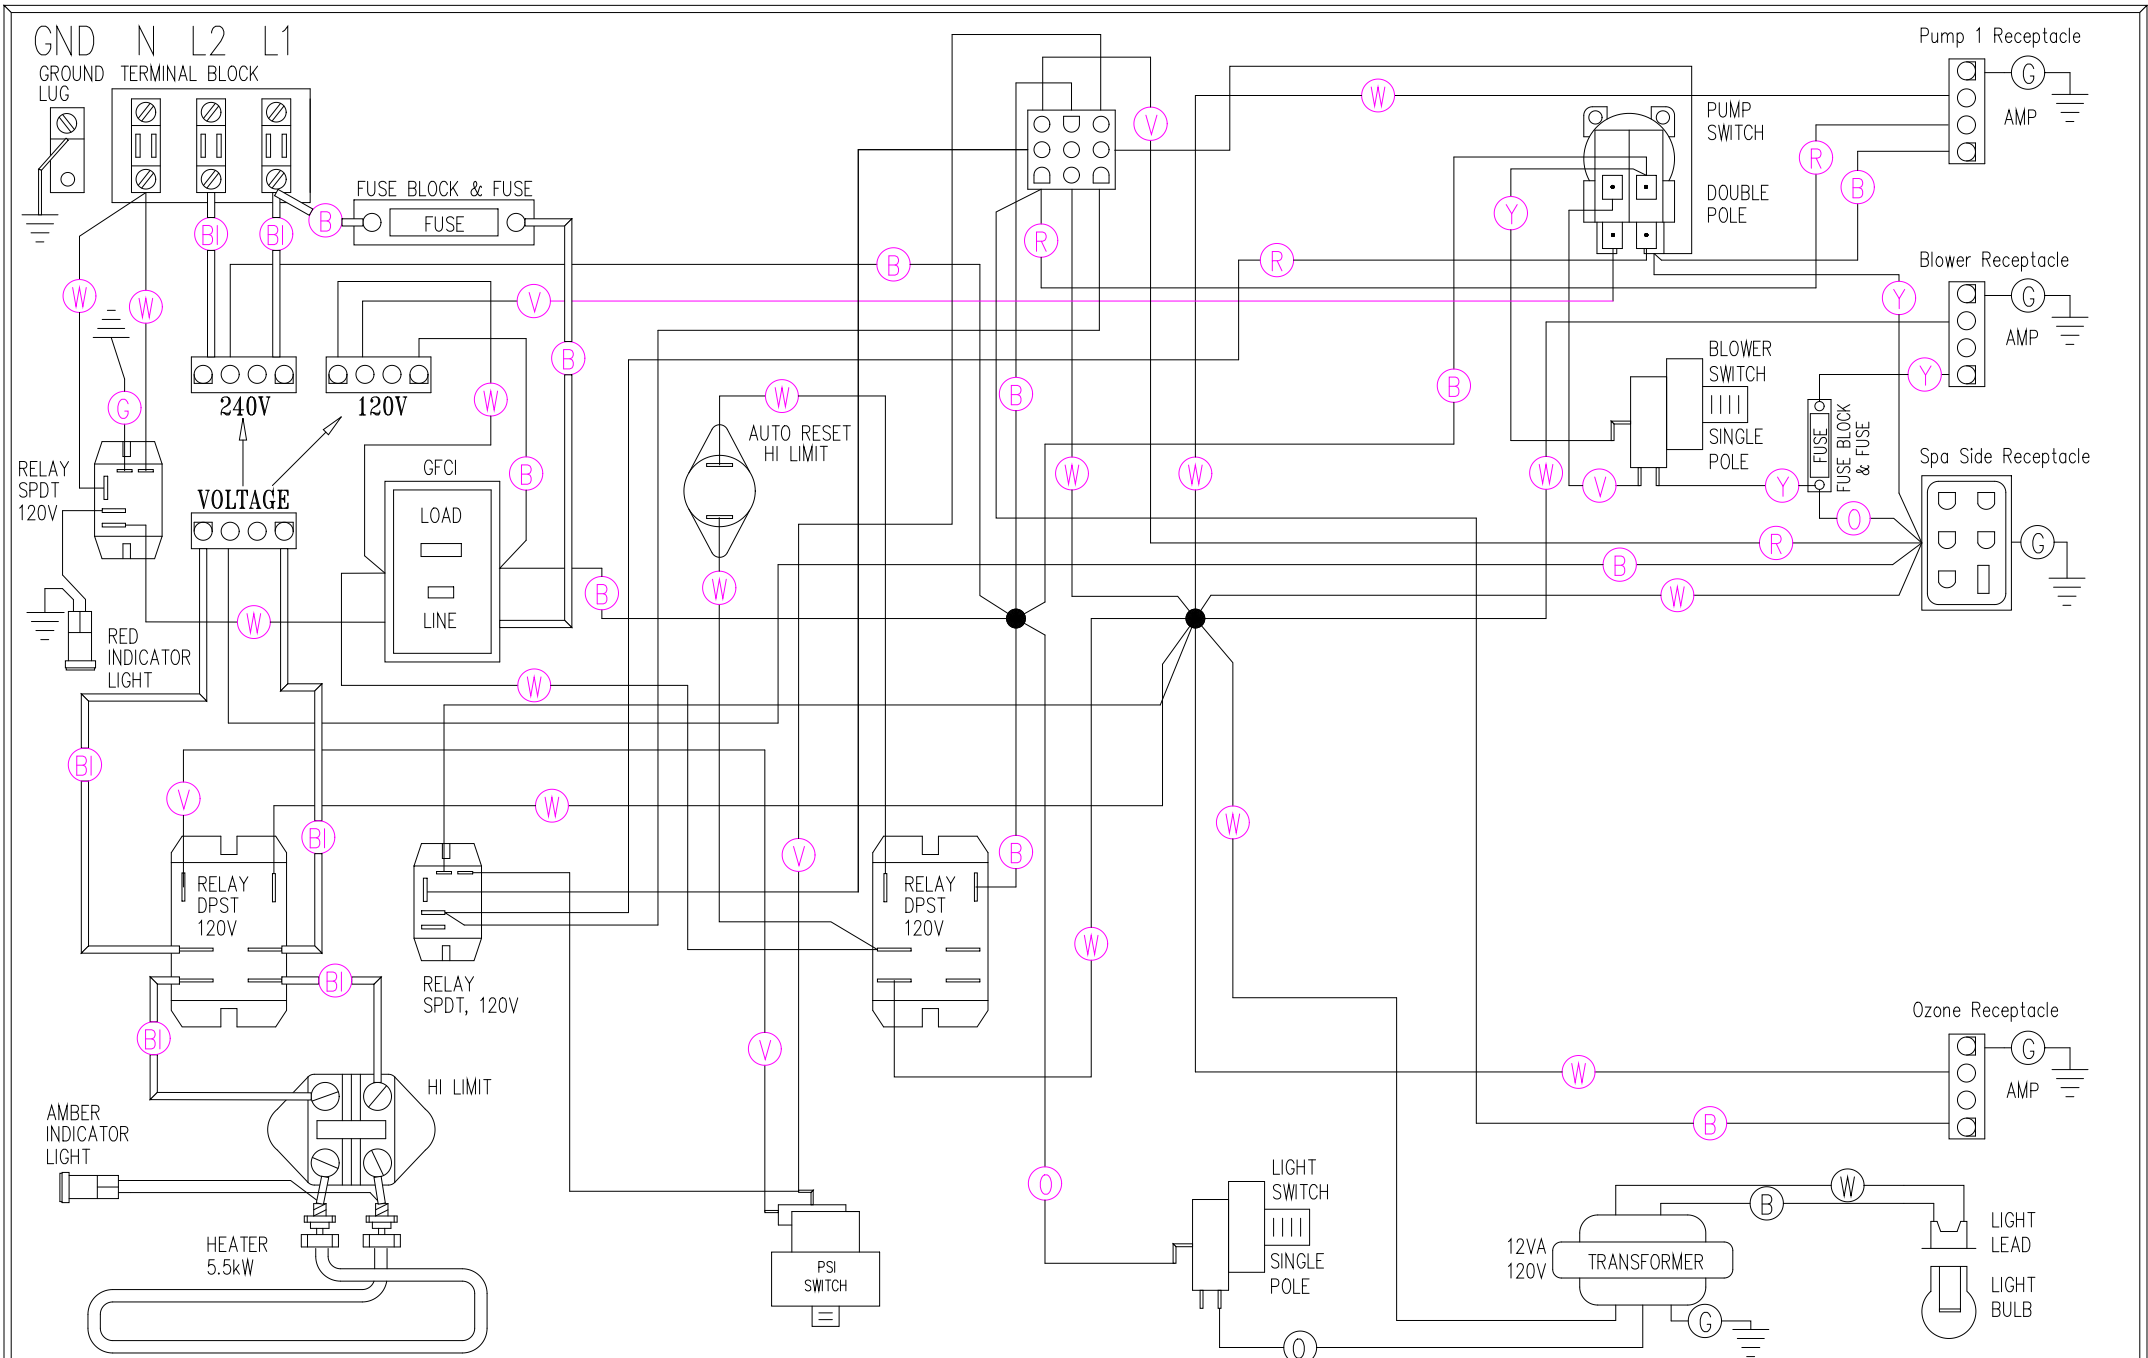 GND N L2 L1
GROUND LUG
TERMINAL BLOCK
FUSE BLOCK & FUSE
FUSE
B
BI
BI
W
W
B
V
B
W
B
G
240V
120V
VOLTAGE
RELAY
SPDT
120V
GFCI
LOAD
LINE
W
B
RED
INDICATOR
LIGHT
W
BI
V
W
BI
RELAY
DPST
120V
BI
BI
HI LIMIT
AMBER
INDICATOR
LIGHT
HEATER
5.5kW
RELAY
SPDT, 120V
W
AUTO RESET
HI LIMIT
W
V
V
PSI
SWITCH
RELAY
DPST
120V
B
W
W
O
R
V
B
W
W
W
R
B
Y
V
PUMP
SWITCH
DOUBLE
POLE
BLOWER
SWITCH
SINGLE
POLE
W
Y
FUSE
FUSE BLOCK
& FUSE
O
R
B
W
R
B
Y
Y
Pump 1 Receptacle
G
AMP
Blower Receptacle
G
AMP
Spa Side Receptacle
G
Ozone Receptacle
G
AMP
W
B
LIGHT
SWITCH
SINGLE
POLE
O
12VA
120V
TRANSFORMER
G
W
B
LIGHT
LEAD
LIGHT
BULB